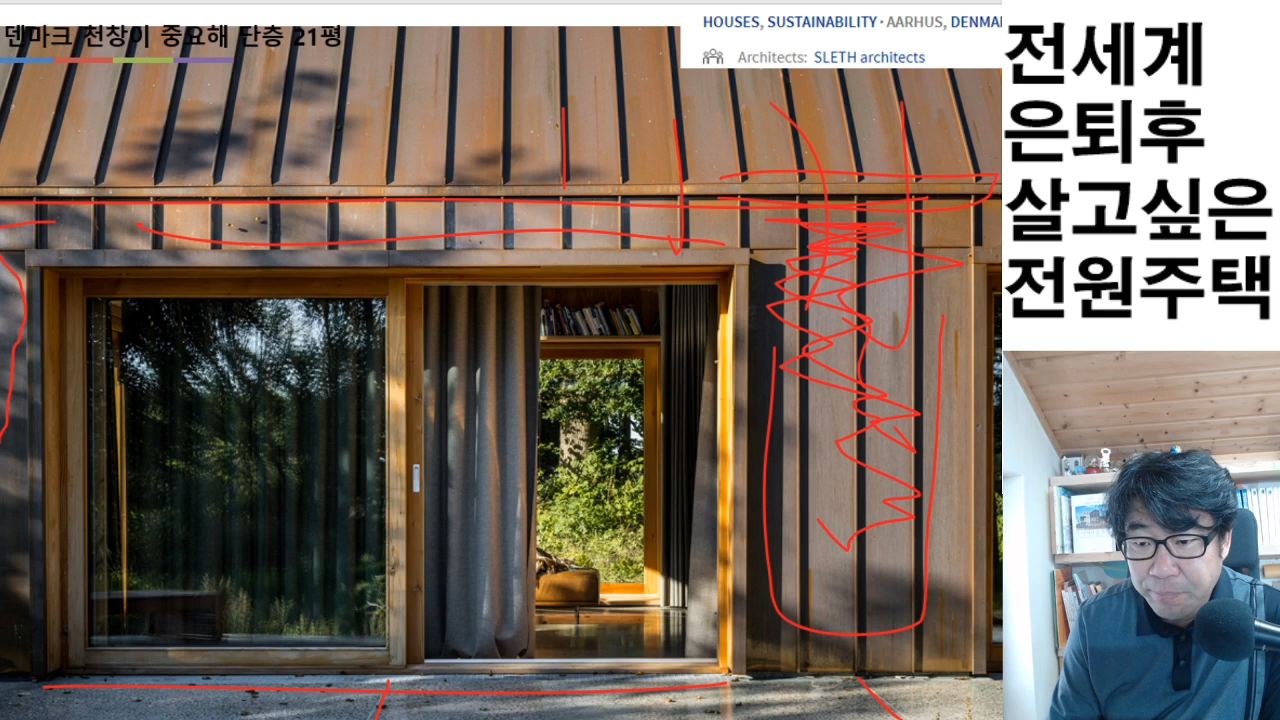 덴마크 천창이 중요해 단층 21평
HOUSES, SUSTAINABILITY · AARHUS, DENMA
Architects: SLETH architects
전세계
은퇴후
살고싶은
전원주택